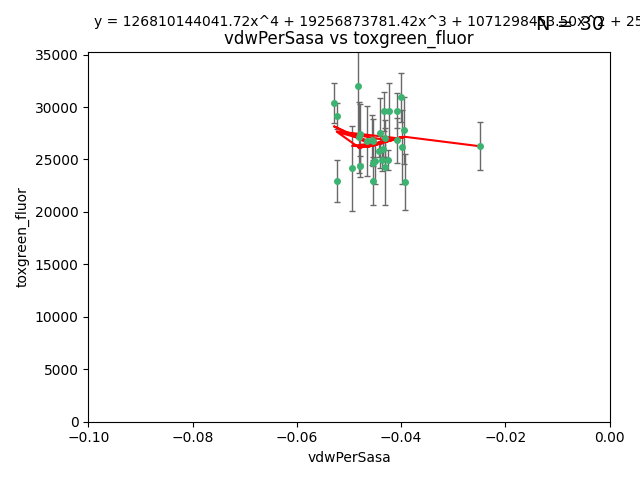 y = 126810144041.72x^4 + 19256873781.42x^3 + 1071298453.50x^2 + 25
N = 30
vdwPerSasa vs toxgreen_fluor
35000
30000
25000
20000
15000
10000
5000
0
toxgreen_fluor
−0.10 −0.08 −0.06 −0.04 −0.02 0.00
vdwPerSasa